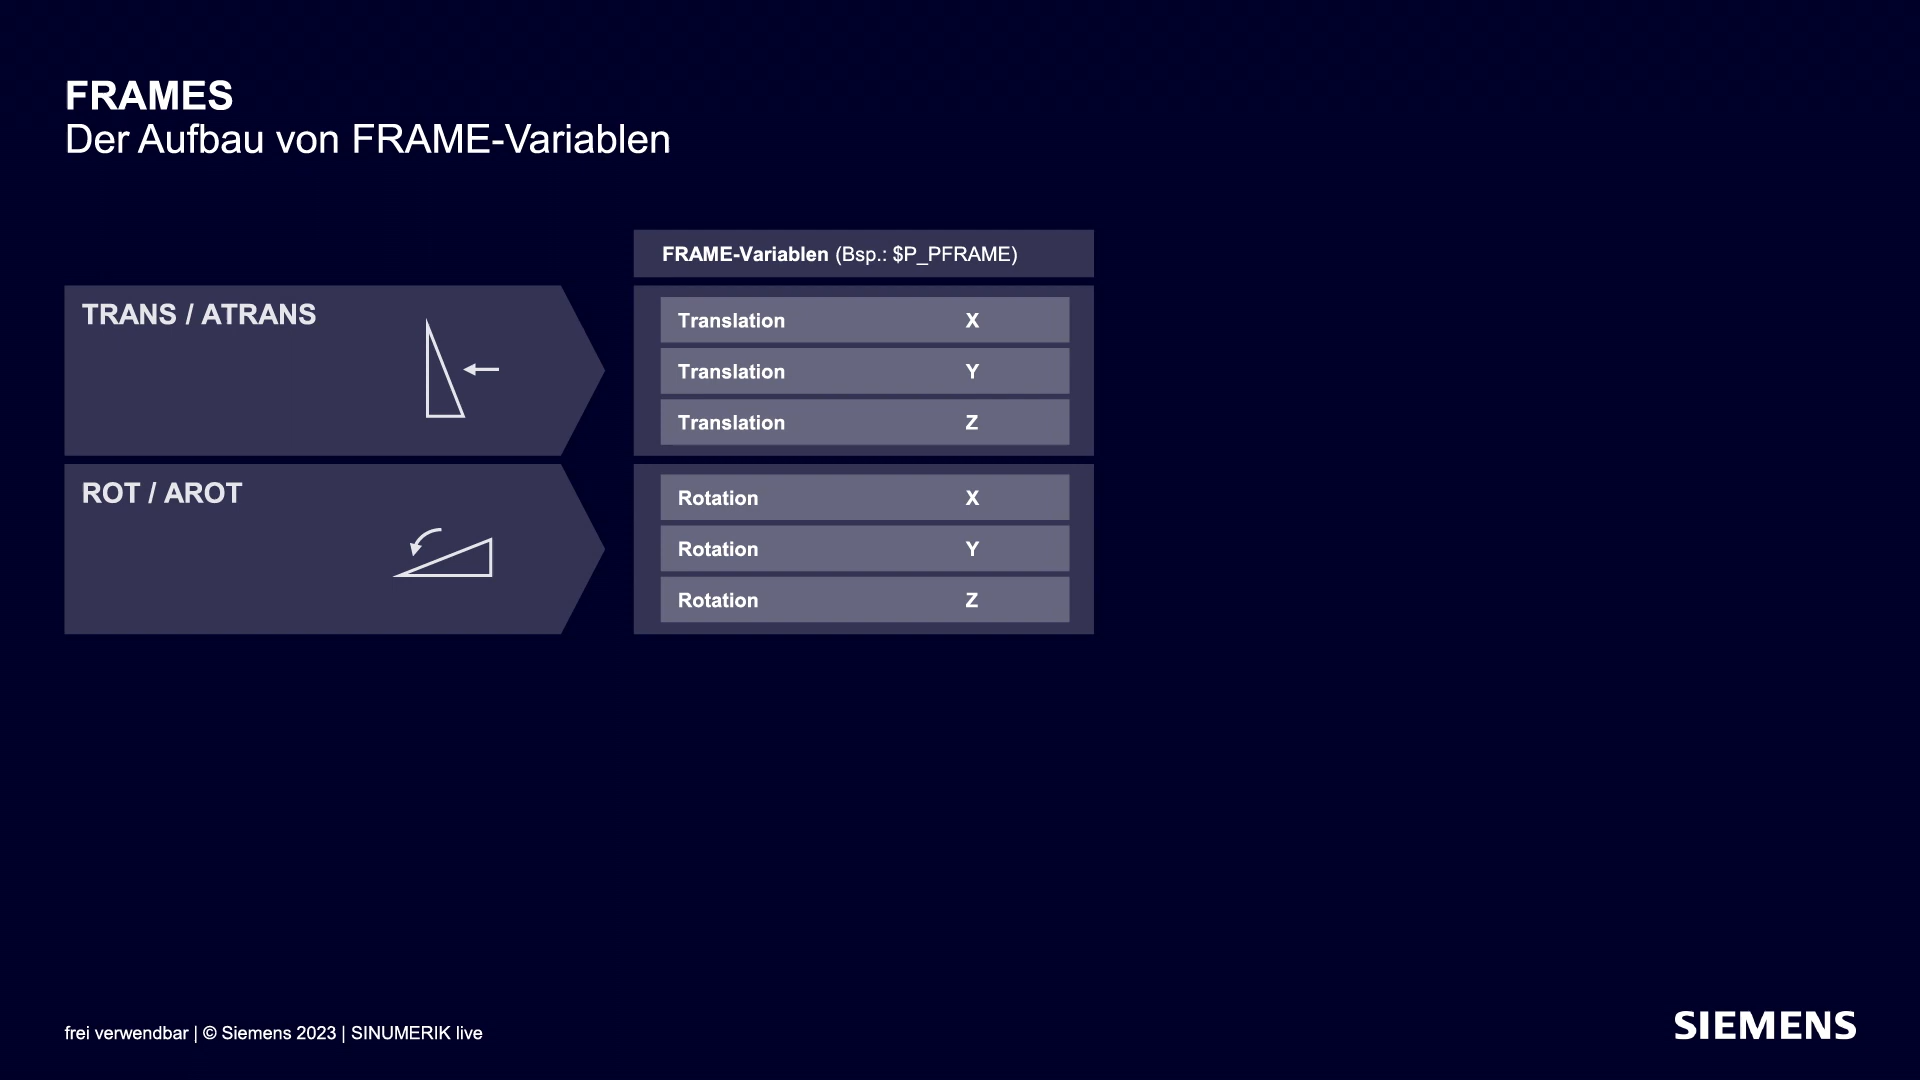 FRAMES
Der Aufbau von FRAME-Variablen
FRAME-Variablen (Bsp.: $P_PFRAME)
TRANS / ATRANS
Translation X
Translation Y
Translation Z
ROT / AROT
Rotation X
Rotation Y
Rotation Z
frei verwendbar | © Siemens 2023 | SINUMERIK live
SIEMENS